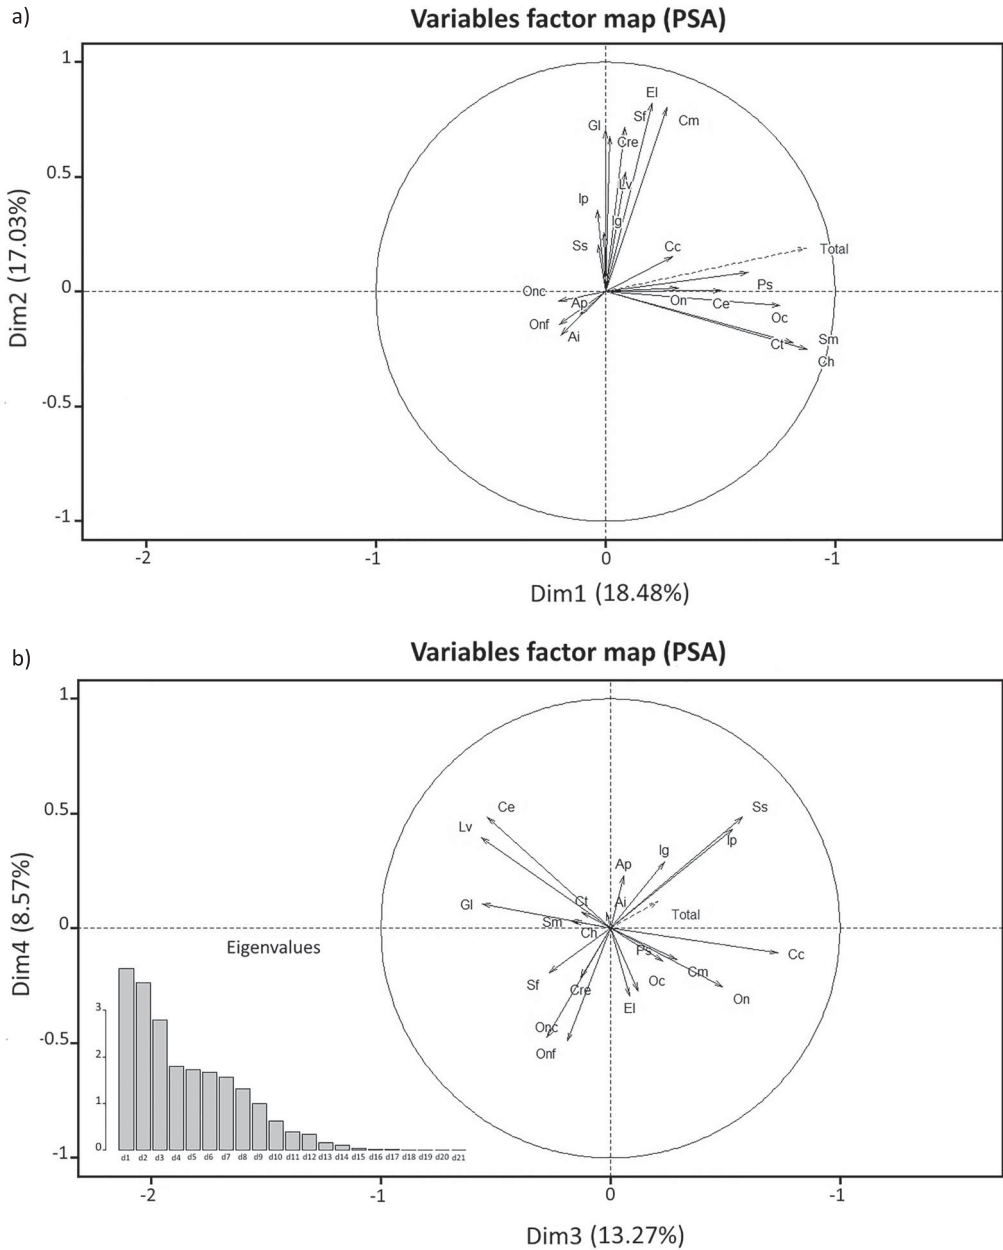 a)
Variables factor map (PSA)
1
0.5
0
-0.5
-1
Dim2 (17.03%)
El
Sf
Cm
Gl
Cre
Lv
Ip
Ig
Ss
Cc
Total
Onc
Ap
On
Ce
Ps
Onf
Ai
Oc
Ct
Sm
Ch
-2
-1
0
-1
Dim1 (18.48%)
b)
Variables factor map (PSA)
1
0.5
0
-0.5
-1
Dim4 (8.57%)
Ce
Ss
Lv
Ip
Ig
Ap
Gl
Ct
Ai
Total
Sm
Ch
Ps
Cc
Cm
Sf
Cre
Oc
On
El
Onc
Onf
Eigenvalues
3
2
1
0
d1 d2 d3 d4 d5 d6 d7 d8 d9 d10 d11 d12 d13 d14 d15 d16 d17 d18 d19 d20 d21
-2
-1
0
-1
Dim3 (13.27%)